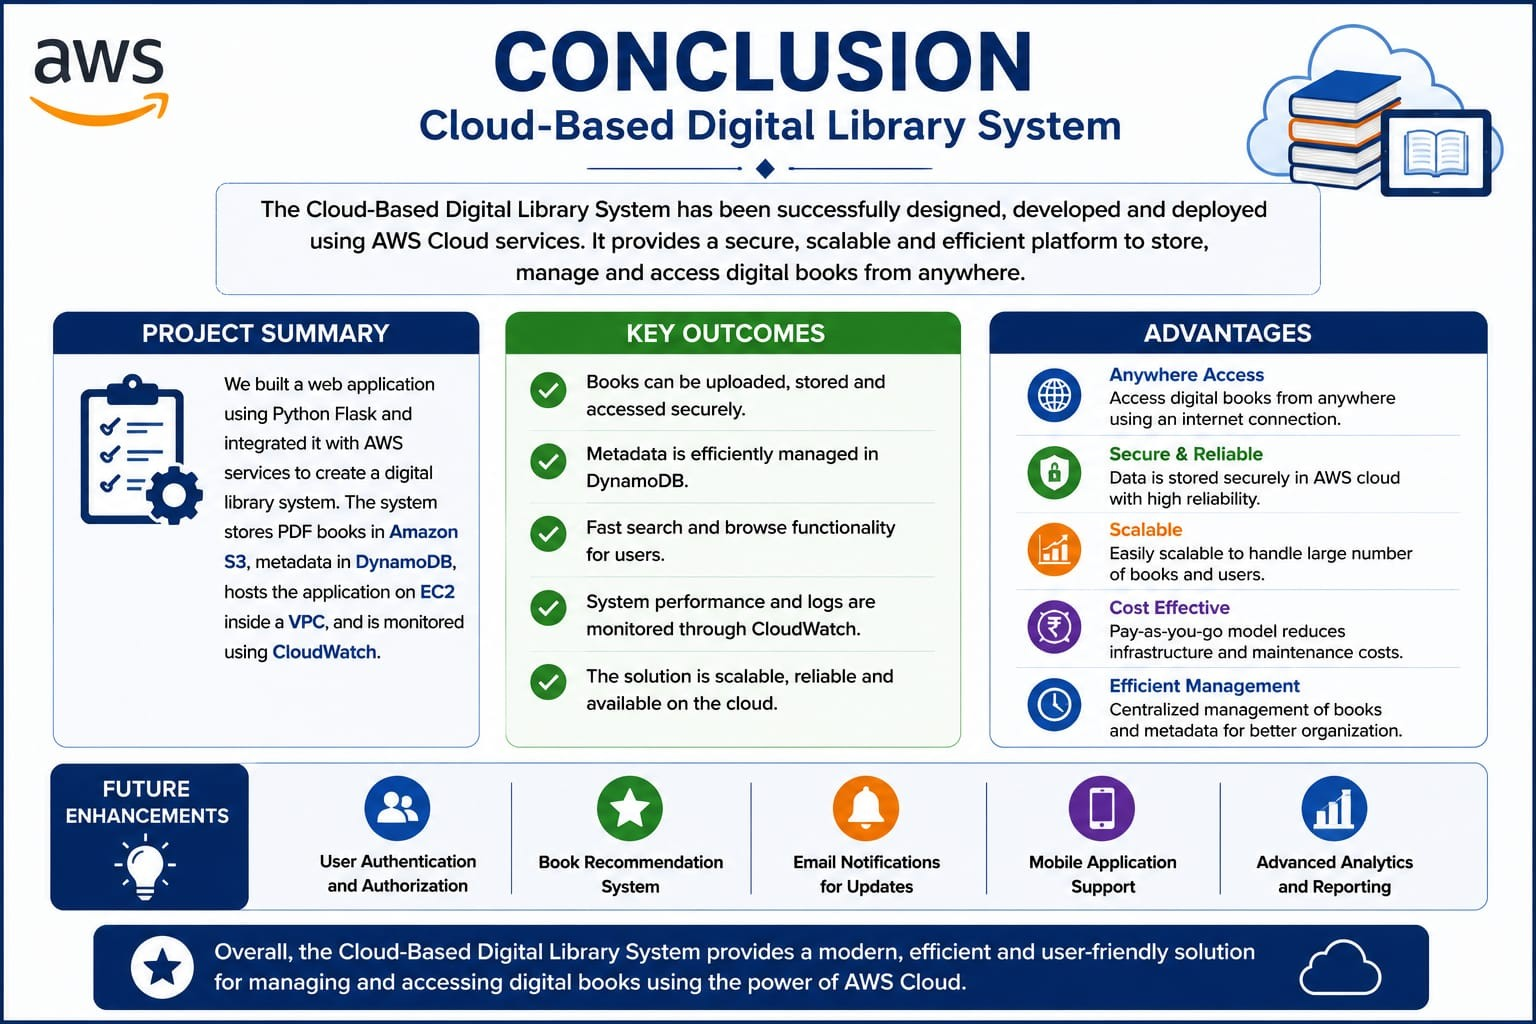 aws
CONCLUSION
Cloud-Based Digital Library System
The Cloud-Based Digital Library System has been successfully designed, developed and deployed
using AWS Cloud services. It provides a secure, scalable and efficient platform to store,
manage and access digital books from anywhere.
PROJECT SUMMARY
We built a web application
using Python Flask and
integrated it with AWS
services to create a digital
library system. The system
stores PDF books in Amazon
S3, metadata in DynamoDB,
hosts the application on EC2
inside a VPC, and is monitored
using CloudWatch.
KEY OUTCOMES
Books can be uploaded, stored and
accessed securely.
Metadata is efficiently managed in
DynamoDB.
Fast search and browse functionality
for users.
System performance and logs are
monitored through CloudWatch.
The solution is scalable, reliable and
available on the cloud.
ADVANTAGES
Anywhere Access
Access digital books from anywhere
using an internet connection.
Secure & Reliable
Data is stored securely in AWS cloud
with high reliability.
Scalable
Easily scalable to handle large number
of books and users.
₹
Cost Effective
Pay-as-you-go model reduces
infrastructure and maintenance costs.
Efficient Management
Centralized management of books
and metadata for better organization.
FUTURE
ENHANCEMENTS
User Authentication
and Authorization
Book Recommendation
System
Email Notifications
for Updates
Mobile Application
Support
Advanced Analytics
and Reporting
Overall, the Cloud-Based Digital Library System provides a modern, efficient and user-friendly solution
for managing and accessing digital books using the power of AWS Cloud.